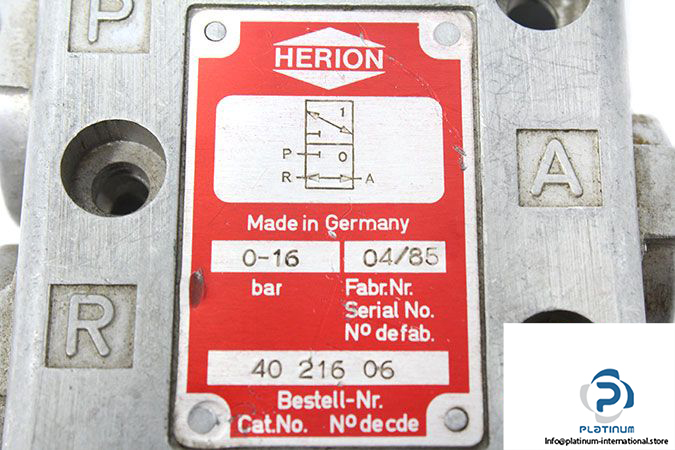 P
HERION
1
P 0
R A
A
Made in Germany
0-16 04/85
bar Fabr.Nr.
Serial No.
Nº de fab.
R
40 216 06
Bestell-Nr.
Cat.No. Nº de cde
PLATINUM
Info@platinum-international.store